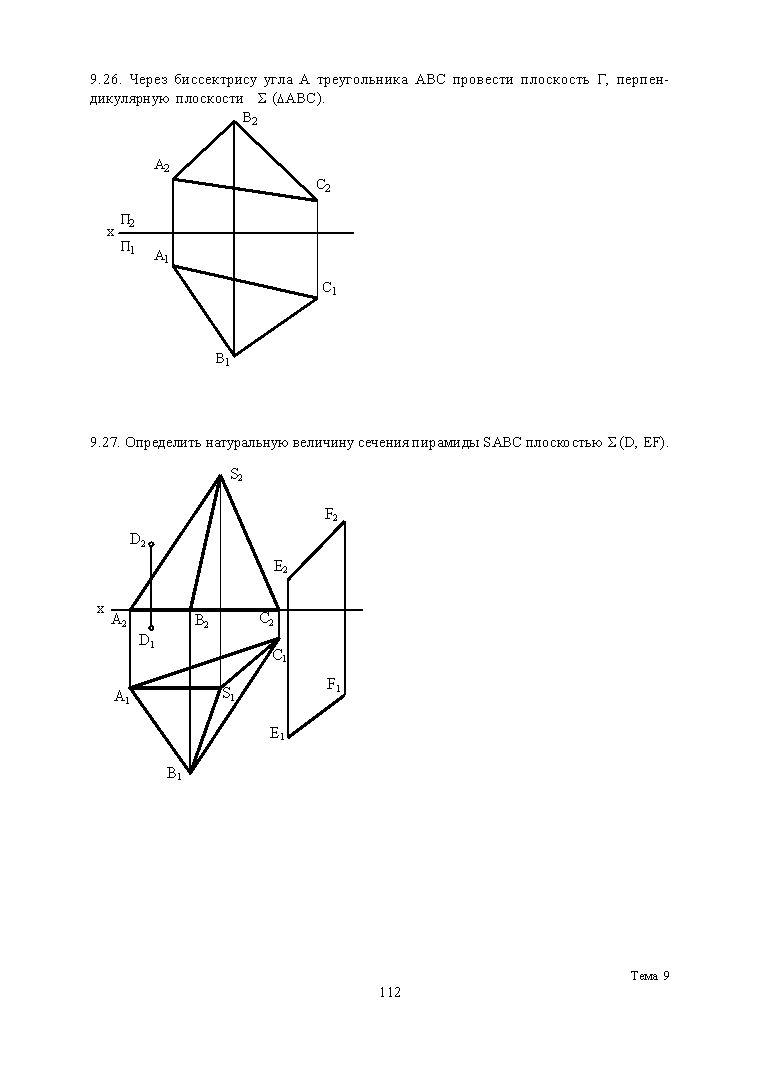 9.26. Через биссектрису угла А треугольника АВС провести плоскость Г, перпен-
дикулярную плоскости Σ (ΔАВС).
B₂
A₂
C₂
П₂
x
П₁
A₁
C₁
B₁
9.27. Определить натуральную величину сечения пирамиды SABC плоскостью Σ (D, EF).
S₂
F₂
D₂
E₂
x
A₂
B₂
C₂
D₁
C₁
A₁
S₁
F₁
E₁
B₁
Тема 9
112